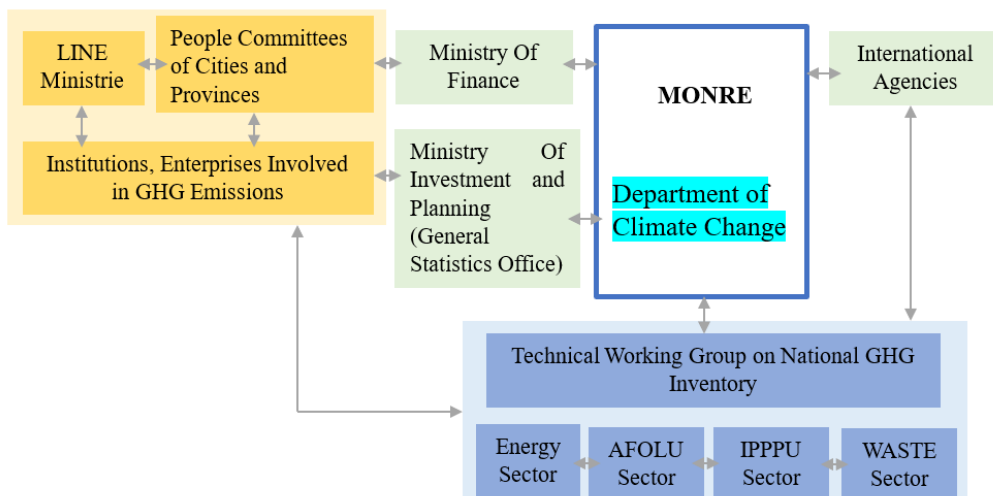 LINE
Ministrie
People Committees
of Cities and
Provinces
Institutions, Enterprises Involved
in GHG Emissions
Ministry Of
Finance
Ministry Of
Investment and
Planning
(General
Statistics Office)
MONRE
Department of
Climate Change
International
Agencies
Technical Working Group on National GHG
Inventory
Energy
Sector
AFOLU
Sector
IPPPU
Sector
WASTE
Sector